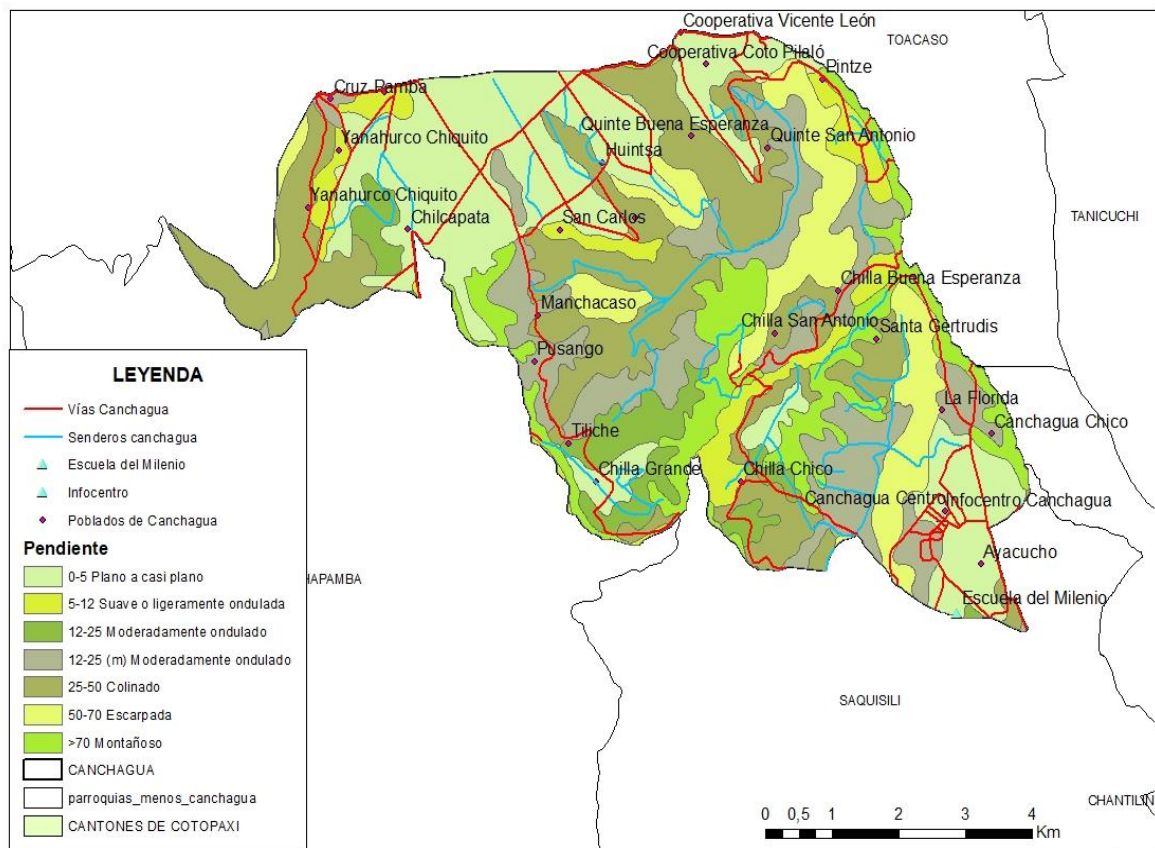 Cooperativa Vicente León
TOACASO
Cooperativa Coto Pilaló
Pintze
Cruz Pamba
Quinte Buena Esperanza
Quinte San Antonio
Yanahurco Chiquito
Huintsa
Yanahurco Chiquito
Chilcapata
San Carlos
TANICUCHI
Chilla Buena Esperanza
Manchacaso
Chilla San Antonio
Santa Gertrudis
Pusango
La Florida
Canchagua Chico
Tiliche
Chilla Grande
Chilla Chico
Canchagua Centro
Infocentro Canchagua
Ayacucho
HAPAMBA
Escuela del Milenio
SAQUISILI
CHANTILIN
LEYENDA
Vías Canchagua
Senderos canchagua
Escuela del Milenio
Infocentro
Poblados de Canchagua
Pendiente
0-5 Plano a casi plano
5-12 Suave o ligeramente ondulada
12-25 Moderadamente ondulado
12-25 (m) Moderadamente ondulado
25-50 Colinado
50-70 Escarpada
>70 Montañoso
CANCHAGUA
parroquias_menos_canchagua
CANTONES DE COTOPAXI
0 0,5 1 2 3 4
Km